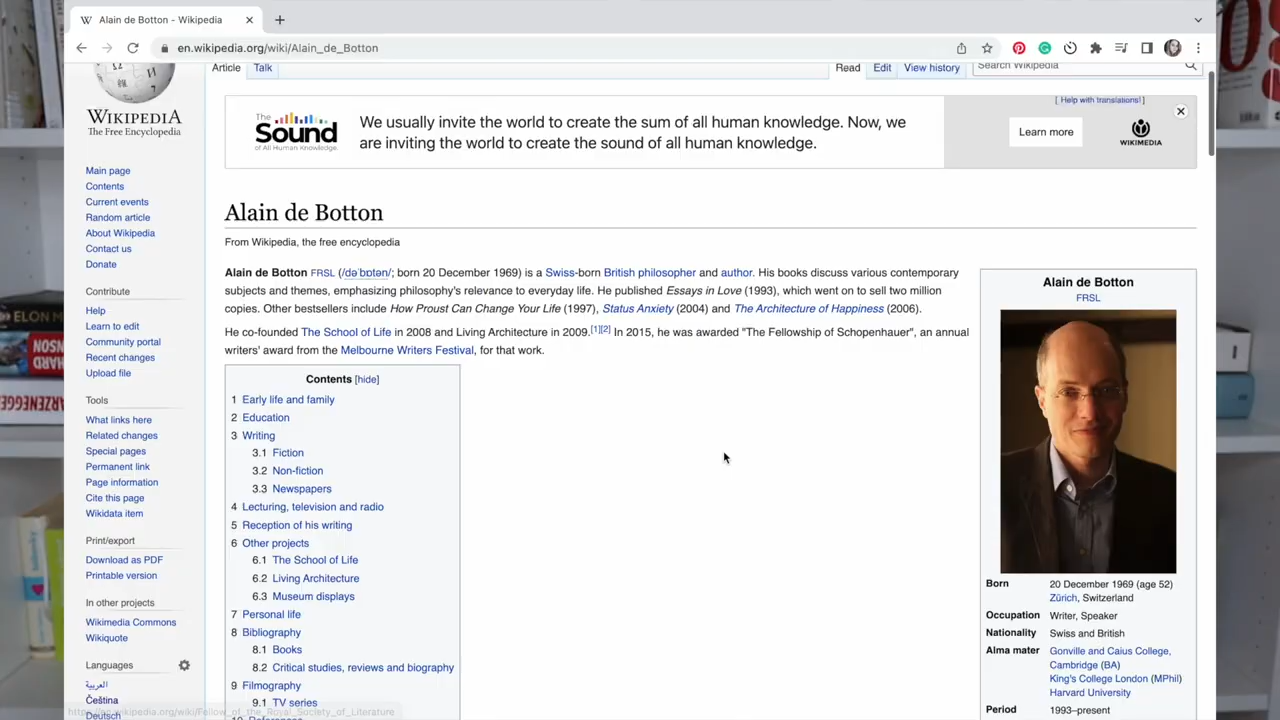 Alain de Botton - Wikipedia
en.wikipedia.org/wiki/Alain_de_Botton
Article Talk
Read Edit View history Search Wikipedia
WIKIPEDIA
The Free Encyclopedia
Main page
Contents
Current events
Random article
About Wikipedia
Contact us
Donate
Contribute
Help
Learn to edit
Community portal
Recent changes
Upload file
Tools
What links here
Related changes
Special pages
Permanent link
Page information
Cite this page
Wikidata item
Print/export
Download as PDF
Printable version
In other projects
Wikimedia Commons
Wikiquote
Languages
العربية
Čeština
Deutsch
[ Help with translations! ]
The
Sound
of All Human Knowledge.
We usually invite the world to create the sum of all human knowledge. Now, we
are inviting the world to create the sound of all human knowledge.
Learn more
WIKIMEDIA
Alain de Botton
From Wikipedia, the free encyclopedia
Alain de Botton FRSL (/dəˈbɒtən/; born 20 December 1969) is a Swiss-born British philosopher and author. His books discuss various contemporary
subjects and themes, emphasizing philosophy's relevance to everyday life. He published Essays in Love (1993), which went on to sell two million
copies. Other bestsellers include How Proust Can Change Your Life (1997), Status Anxiety (2004) and The Architecture of Happiness (2006).
He co-founded The School of Life in 2008 and Living Architecture in 2009.[1][2] In 2015, he was awarded "The Fellowship of Schopenhauer", an annual
writers' award from the Melbourne Writers Festival, for that work.
Contents [hide]
1 Early life and family
2 Education
3 Writing
3.1 Fiction
3.2 Non-fiction
3.3 Newspapers
4 Lecturing, television and radio
5 Reception of his writing
6 Other projects
6.1 The School of Life
6.2 Living Architecture
6.3 Museum displays
7 Personal life
8 Bibliography
8.1 Books
8.2 Critical studies, reviews and biography
9 Filmography
9.1 TV series
Alain de Botton
FRSL
Born 20 December 1969 (age 52)
Zürich, Switzerland
Occupation Writer, Speaker
Nationality Swiss and British
Alma mater Gonville and Caius College,
Cambridge (BA)
King's College London (MPhil)
Harvard University
Period 1993–present
https://en.wikipedia.org/wiki/Fellow_of_the_Royal_Society_of_Literature
ELON M